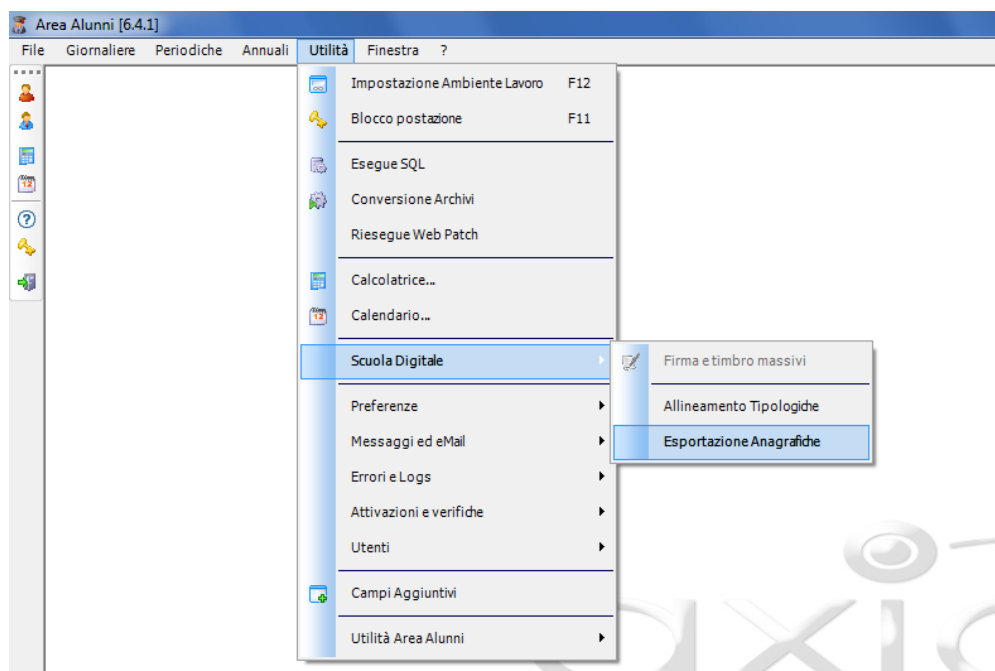 Area Alunni [6.4.1]
File Giornaliere Periodiche Annuali Utilità Finestra ?
Impostazione Ambiente Lavoro F12
Blocco postazione F11
Esegue SQL
Conversione Archivi
Riesegue Web Patch
Calcolatrice...
Calendario...
Scuola Digitale
Firma e timbro massivi
Allineamento Tipologiche
Esportazione Anagrafiche
Preferenze
Messaggi ed eMail
Errori e Logs
Attivazioni e verifiche
Utenti
Campi Aggiuntivi
Utilità Area Alunni